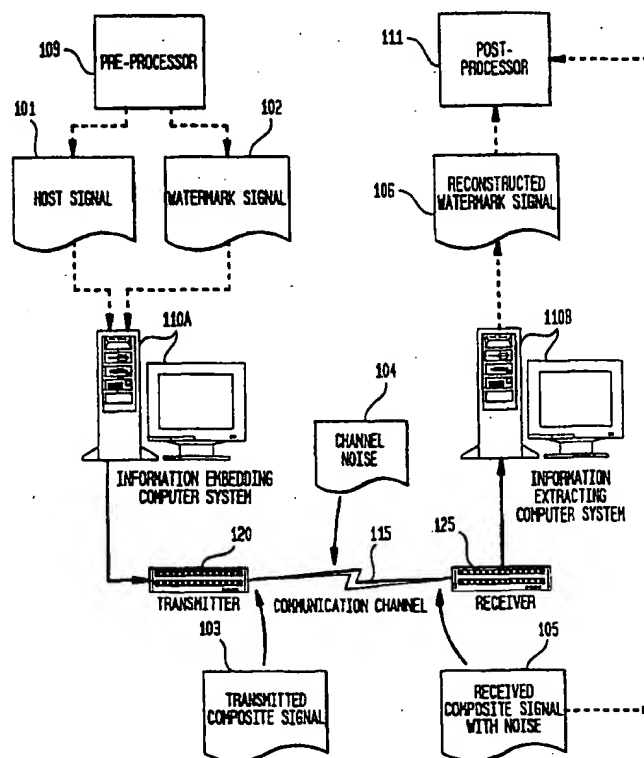 109
PRE-PROCESSOR
111
POST-
PROCESSOR
101
HOST SIGNAL
102
WATERMARK SIGNAL
106
RECONSTRUCTED
WATERMARK SIGNAL
110A
INFORMATION EMBEDDING
COMPUTER SYSTEM
104
CHANNEL
NOISE
110B
INFORMATION
EXTRACTING
COMPUTER SYSTEM
120
TRANSMITTER
115
COMMUNICATION CHANNEL
125
RECEIVER
103
TRANSMITTED
COMPOSITE SIGNAL
105
RECEIVED
COMPOSITE SIGNAL
WITH NOISE